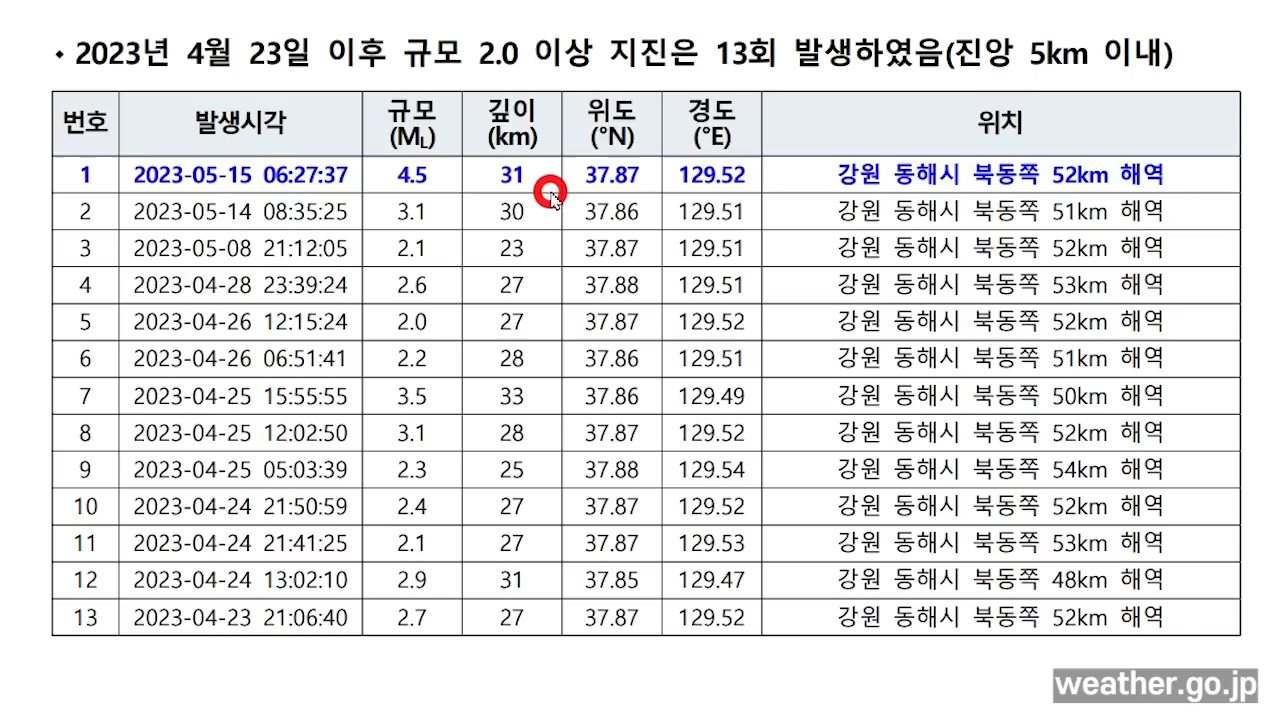 • 2023년 4월 23일 이후 규모 2.0 이상 지진은 13회 발생하였음(진앙 5km 이내)
번호 발생시각 규모 (ML) 깊이 (km) 위도 (°N) 경도 (°E) 위치
1 2023-05-15 06:27:37 4.5 31 37.87 129.52 강원 동해시 북동쪽 52km 해역
2 2023-05-14 08:35:25 3.1 30 37.86 129.51 강원 동해시 북동쪽 51km 해역
3 2023-05-08 21:12:05 2.1 23 37.87 129.51 강원 동해시 북동쪽 52km 해역
4 2023-04-28 23:39:24 2.6 27 37.88 129.51 강원 동해시 북동쪽 53km 해역
5 2023-04-26 12:15:24 2.0 27 37.87 129.52 강원 동해시 북동쪽 52km 해역
6 2023-04-26 06:51:41 2.2 28 37.86 129.51 강원 동해시 북동쪽 51km 해역
7 2023-04-25 15:55:55 3.5 33 37.86 129.49 강원 동해시 북동쪽 50km 해역
8 2023-04-25 12:02:50 3.1 28 37.87 129.52 강원 동해시 북동쪽 52km 해역
9 2023-04-25 05:03:39 2.3 25 37.88 129.54 강원 동해시 북동쪽 54km 해역
10 2023-04-24 21:50:59 2.4 27 37.87 129.52 강원 동해시 북동쪽 52km 해역
11 2023-04-24 21:41:25 2.1 27 37.87 129.53 강원 동해시 북동쪽 53km 해역
12 2023-04-24 13:02:10 2.9 31 37.85 129.47 강원 동해시 북동쪽 48km 해역
13 2023-04-23 21:06:40 2.7 27 37.87 129.52 강원 동해시 북동쪽 52km 해역
weather.go.jp